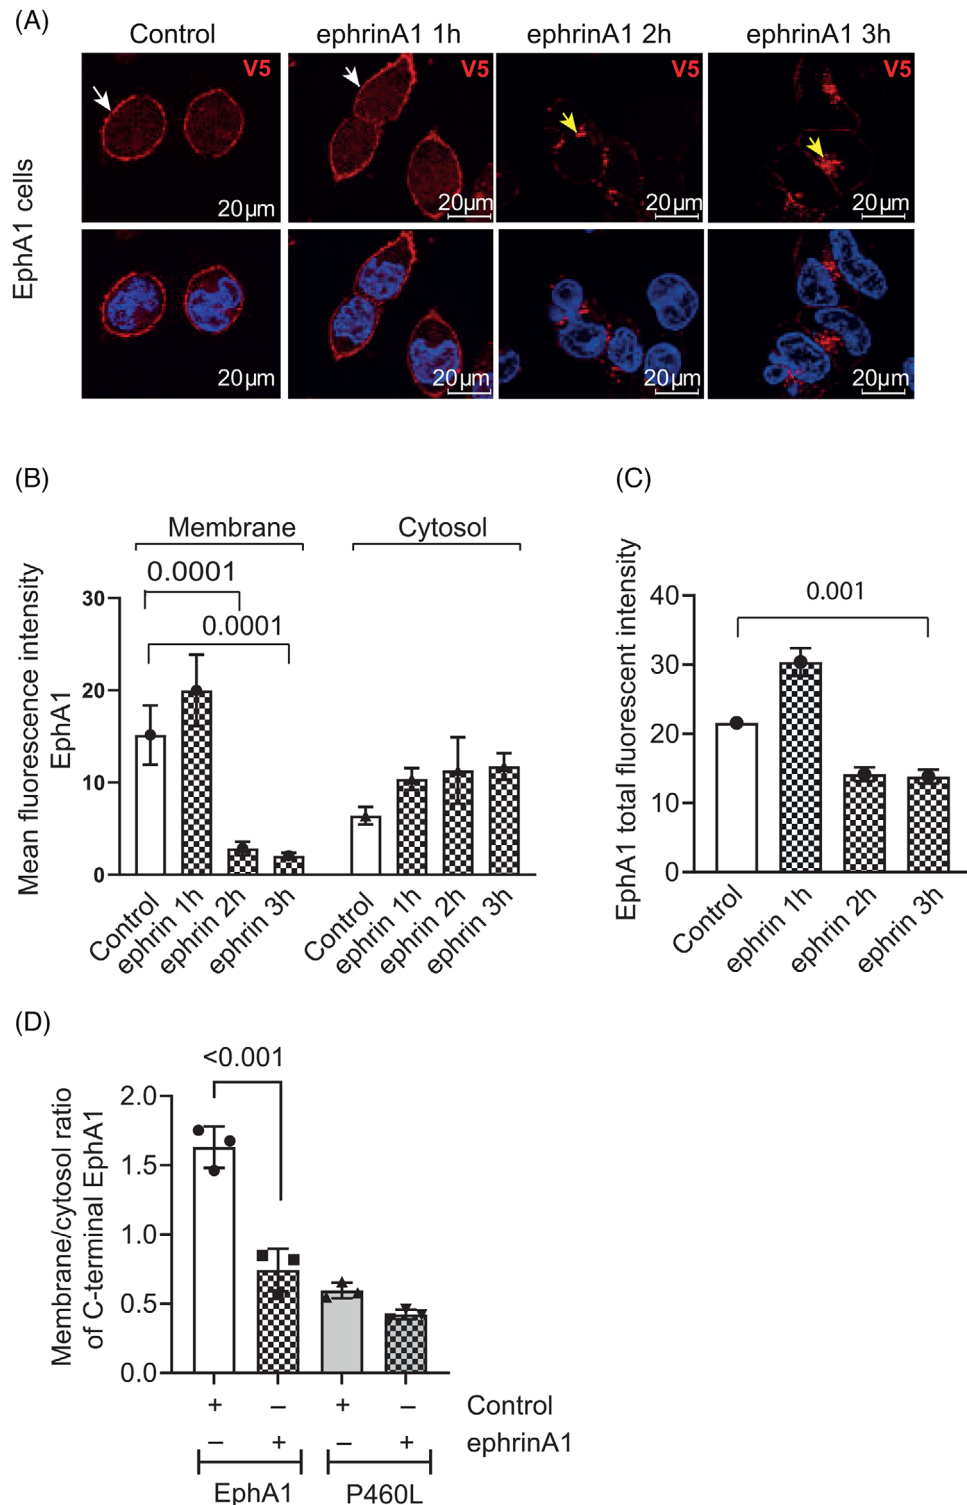 (A)
Control ephrinA1 1h ephrinA1 2h ephrinA1 3h
V5 V5 V5 V5
20µm 20µm 20µm 20µm
EphA1 cells
20µm 20µm 20µm 20µm
(B)
Membrane Cytosol
0.0001
0.0001
Mean fluorescence intensity
EphA1
30
20
10
0
Control ephrin 1h ephrin 2h ephrin 3h Control ephrin 1h ephrin 2h ephrin 3h
(C)
0.001
EphA1 total fluorescent intensity
40
30
20
10
0
Control ephrin 1h ephrin 2h ephrin 3h
(D)
<0.001
Membrane/cytosol ratio
of C-terminal EphA1
2.0
1.5
1.0
0.5
0.0
+ – + – Control
– + – + ephrinA1
EphA1 P460L